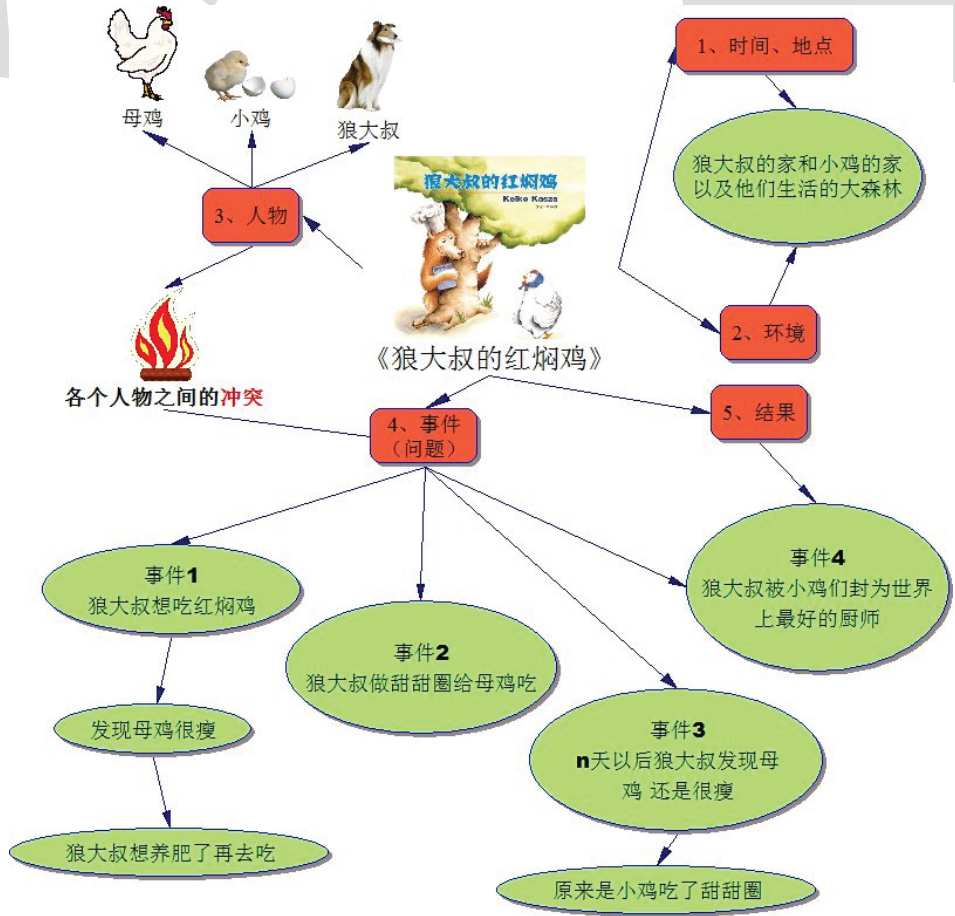 母鸡
小鸡
狼大叔
3、人物
各个人物之间的冲突
狼大叔的红焖鸡
Keiko Kasza
《狼大叔的红焖鸡》
1、时间、地点
狼大叔的家和小鸡的家
以及他们生活的大森林
2、环境
4、事件
（问题）
5、结果
事件1
狼大叔想吃红焖鸡
发现母鸡很瘦
狼大叔想养肥了再去吃
事件2
狼大叔做甜甜圈给母鸡吃
事件3
n天以后狼大叔发现母
鸡 还是很瘦
原来是小鸡吃了甜甜圈
事件4
狼大叔被小鸡们封为世界
上最好的厨师